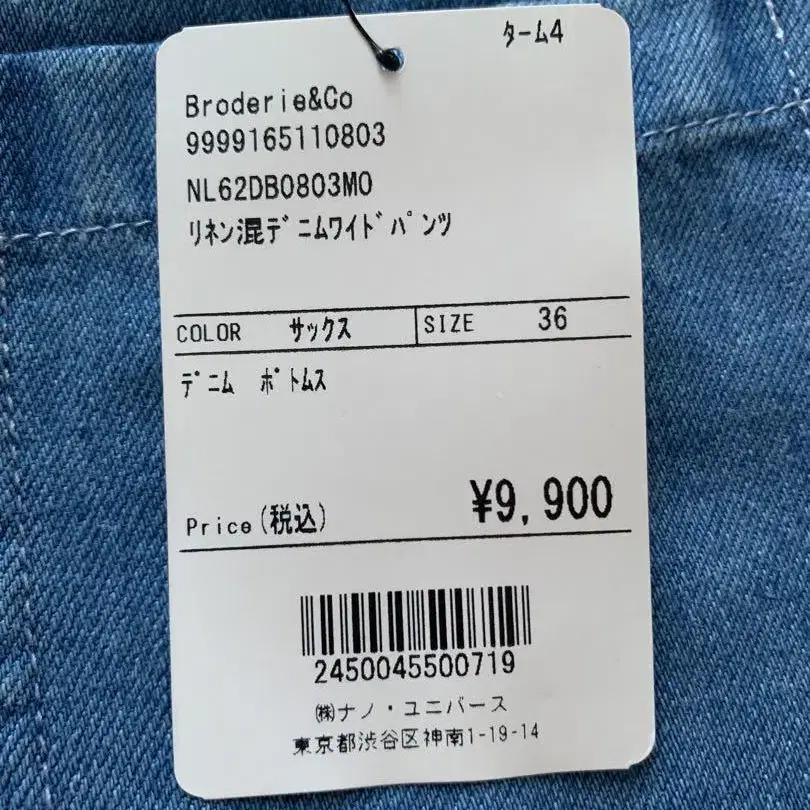 ターム4
Broderie&Co
9999165110803
NL62DB0803MO
リネン混デニムワイドパンツ
COLOR サックス SIZE 36
デニム ボトムス
Price(税込) ¥9,900
2450045500719
㈱ナノ・ユニバース
東京都渋谷区神南1-19-14